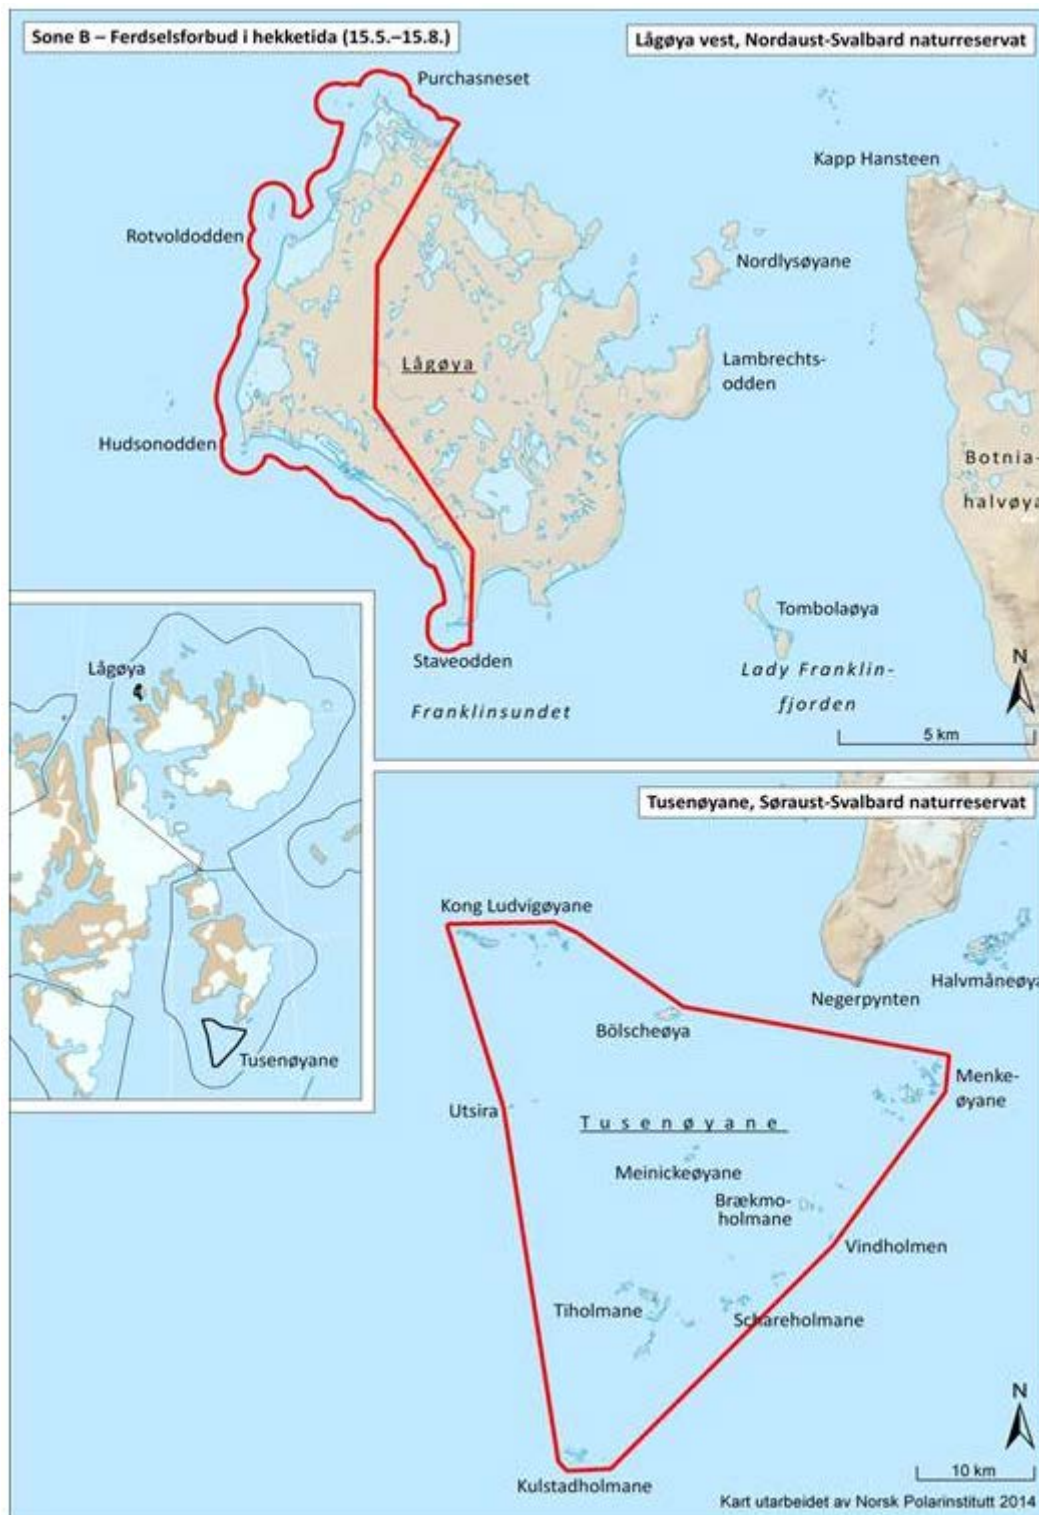 Sone B – Ferdselsforbud i hekketida (15.5.–15.8.)
Lågøya vest, Nordaust-Svalbard naturreservat
Purchasneset
Kapp Hansteen
Rotvoldodden
Nordlysøyane
Lågøya
Lambrechts-
odden
Hudsonodden
Botnia-
halvøya
Tombolaøya
Staveodden
Lady Franklin-
fjorden
Franklinsundet
N
5 km
Lågøya
Tusenøyane
Tusenøyane, Søraust-Svalbard naturreservat
Kong Ludvigøyane
Halvmåneøya
Negerpynten
Bölscheøya
Menke-
øyane
Utsira
Tusenøyane
Meinickeøyane
Brækmo-
holmane
Vindholmen
Tiholmane
Schareholmane
N
10 km
Kulstadholmane
Kart utarbeidet av Norsk Polarinstitutt 2014